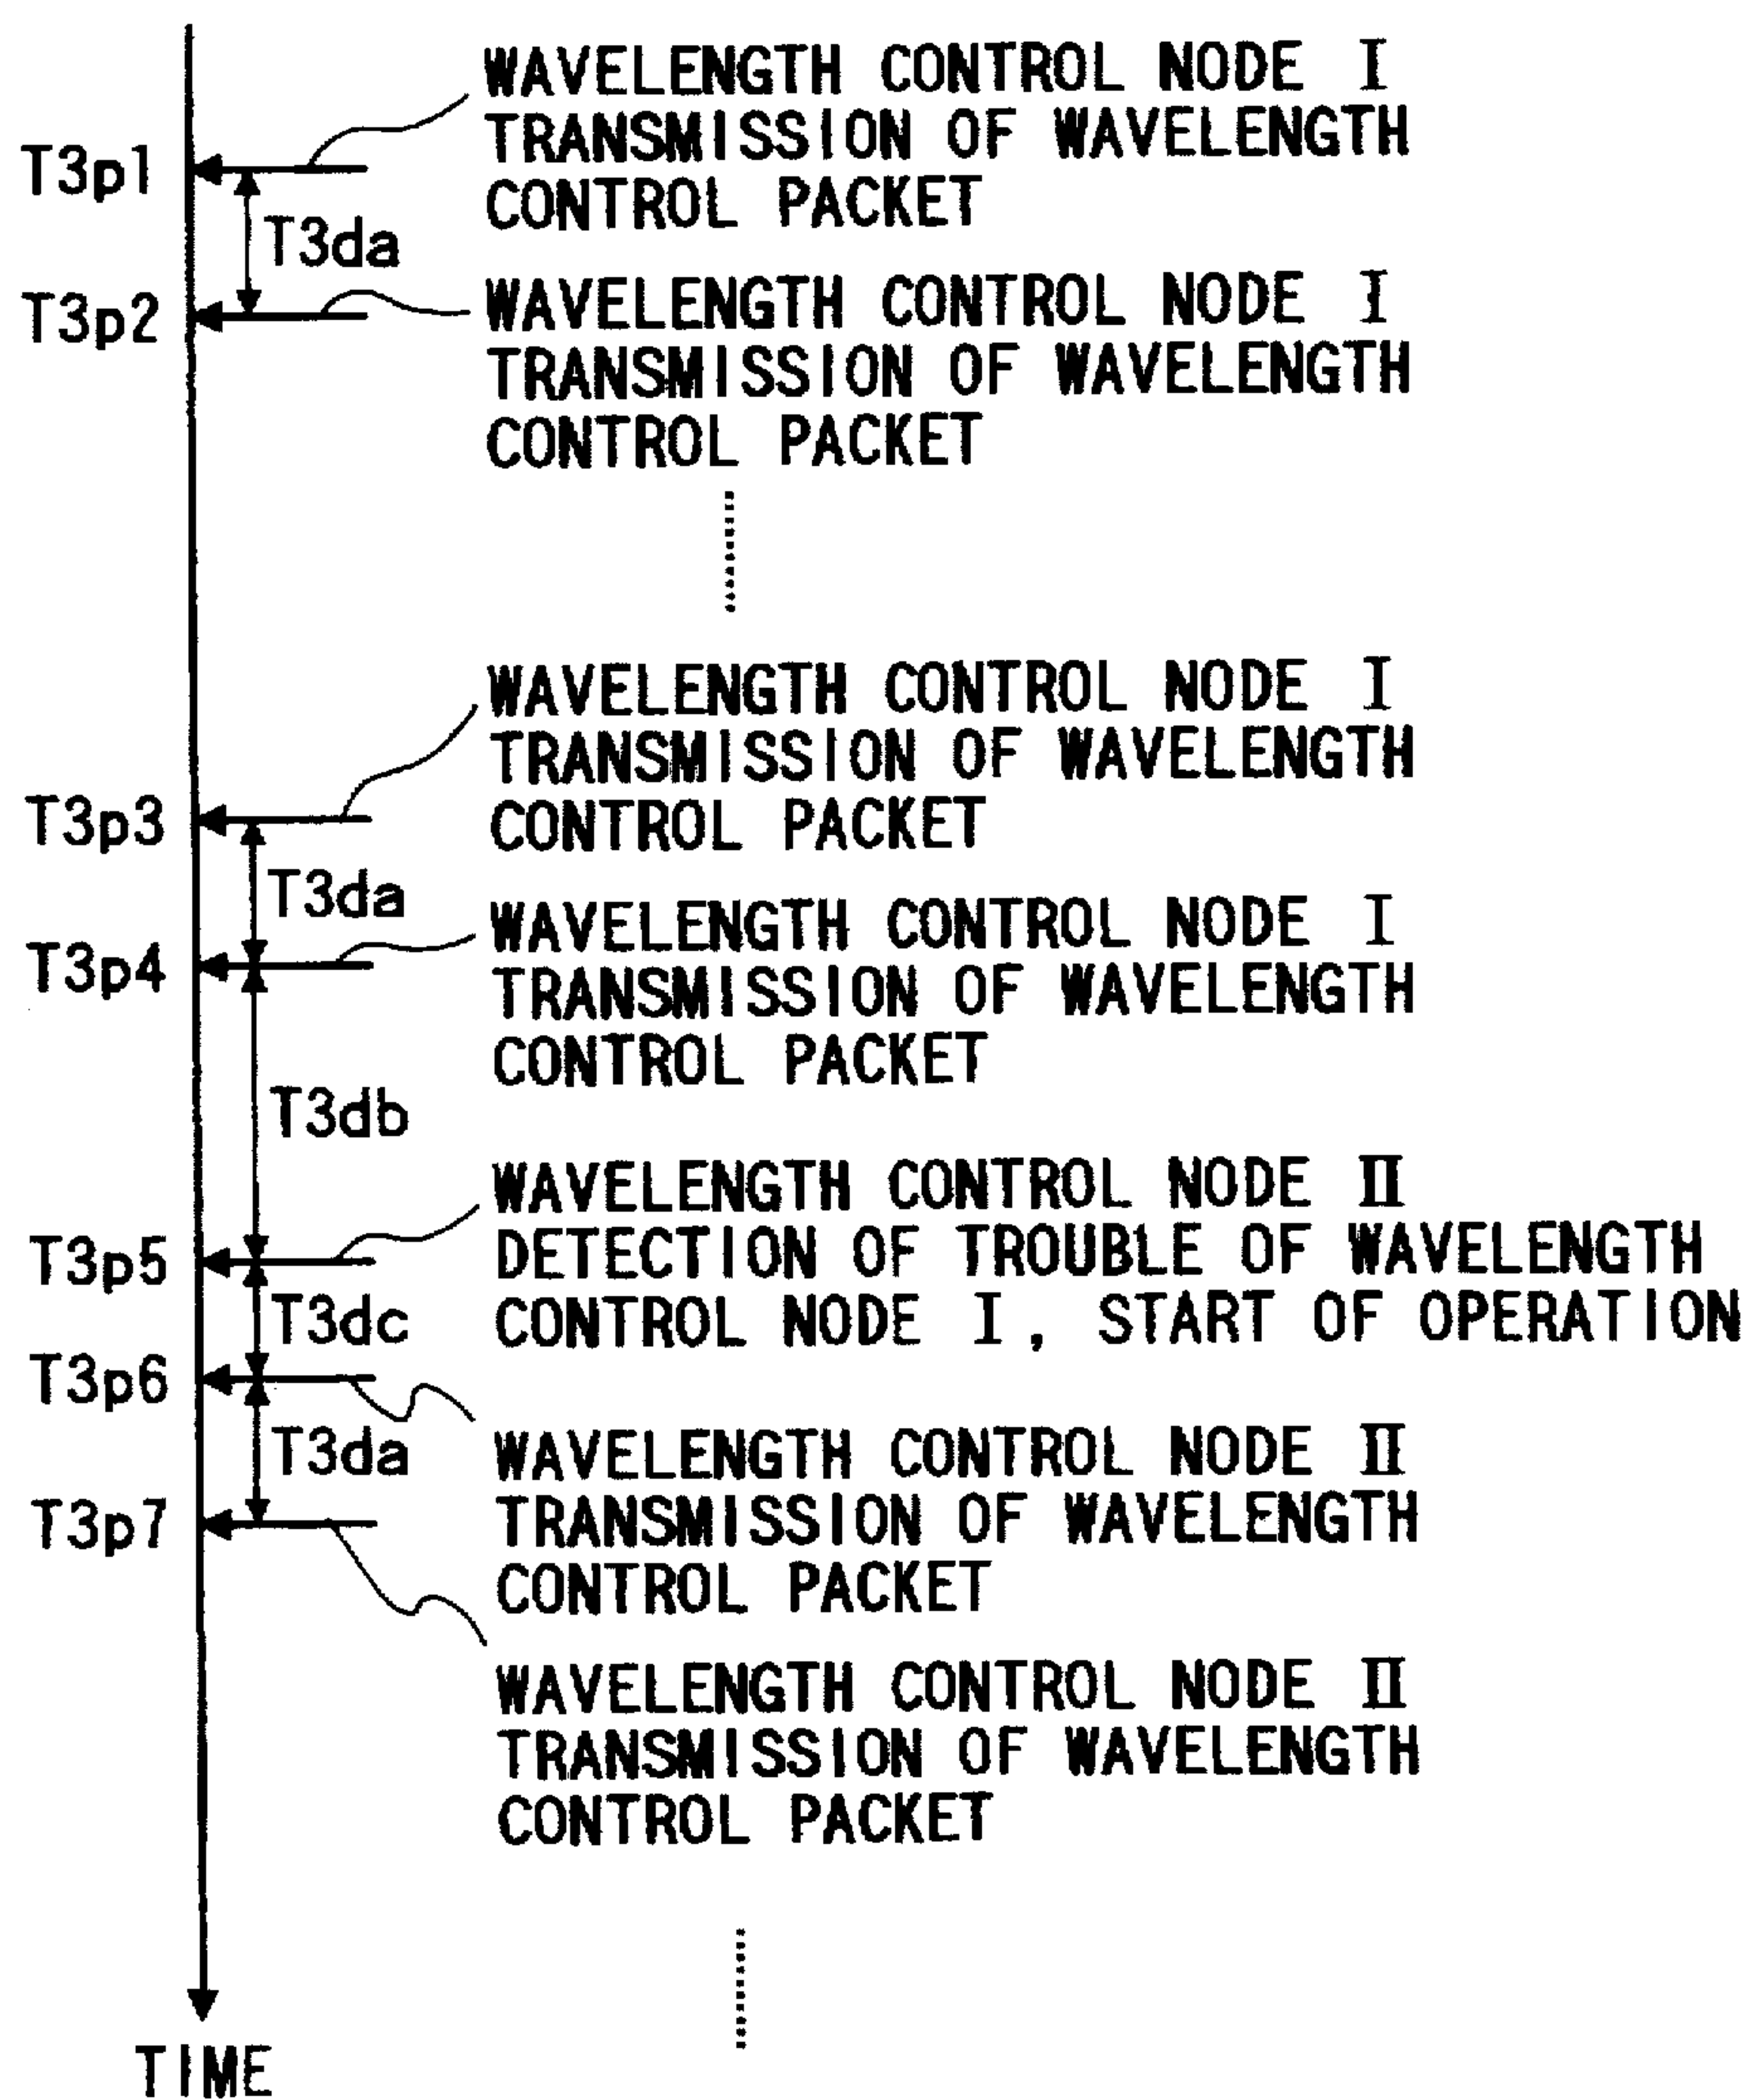 WAVELENGTH CONTROL NODE I
TRANSMISSION OF WAVELENGTH
CONTROL PACKET
T3p1
T3da
T3p2
WAVELENGTH CONTROL NODE I
TRANSMISSION OF WAVELENGTH
CONTROL PACKET
WAVELENGTH CONTROL NODE I
TRANSMISSION OF WAVELENGTH
CONTROL PACKET
T3p3
T3da
T3p4
WAVELENGTH CONTROL NODE I
TRANSMISSION OF WAVELENGTH
CONTROL PACKET
T3db
WAVELENGTH CONTROL NODE II
DETECTION OF TROUBLE OF WAVELENGTH
CONTROL NODE I, START OF OPERATION
T3p5
T3dc
T3p6
T3da
WAVELENGTH CONTROL NODE II
TRANSMISSION OF WAVELENGTH
CONTROL PACKET
T3p7
WAVELENGTH CONTROL NODE II
TRANSMISSION OF WAVELENGTH
CONTROL PACKET
TIME